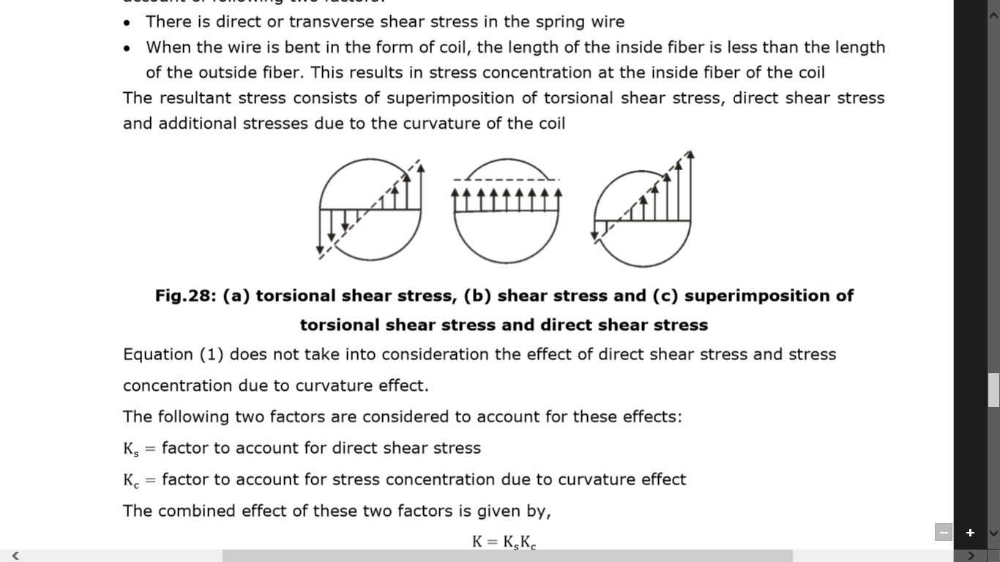 account of following two factors:
• There is direct or transverse shear stress in the spring wire
• When the wire is bent in the form of coil, the length of the inside fiber is less than the length
of the outside fiber. This results in stress concentration at the inside fiber of the coil
The resultant stress consists of superimposition of torsional shear stress, direct shear stress
and additional stresses due to the curvature of the coil
Fig.28: (a) torsional shear stress, (b) shear stress and (c) superimposition of
torsional shear stress and direct shear stress
Equation (1) does not take into consideration the effect of direct shear stress and stress
concentration due to curvature effect.
The following two factors are considered to account for these effects:
Kₛ = factor to account for direct shear stress
K_c = factor to account for stress concentration due to curvature effect
The combined effect of these two factors is given by,
K = KₛK_c